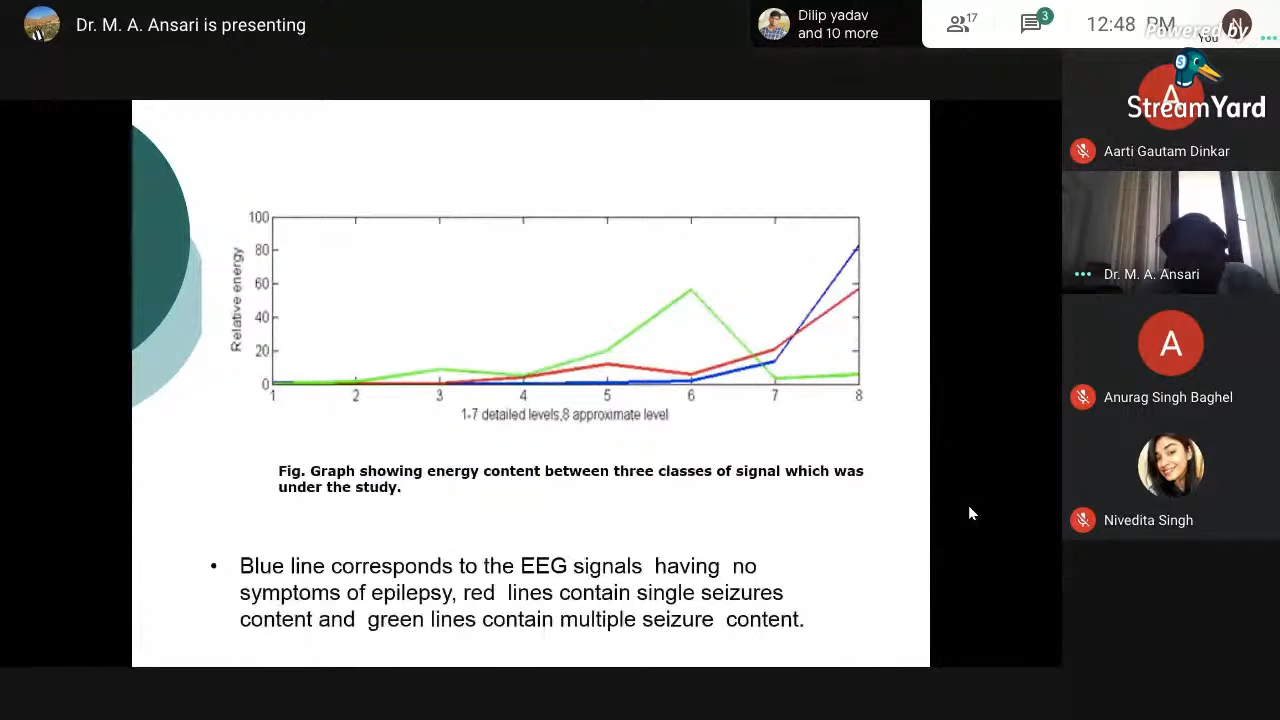 Dr. M. A. Ansari is presenting
Dilip yadav
and 10 more
17
3
12:48 PM
N
You
Powered by
S
StreamYard
A
Aarti Gautam Dinkar
Dr. M. A. Ansari
A
Anurag Singh Baghel
Nivedita Singh
Relative energy
100
80
60
40
20
0
1 2 3 4 5 6 7 8
1-7 detailed levels,8 approximate level
Fig. Graph showing energy content between three classes of signal which was
under the study.
• Blue line corresponds to the EEG signals having no
symptoms of epilepsy, red lines contain single seizures
content and green lines contain multiple seizure content.